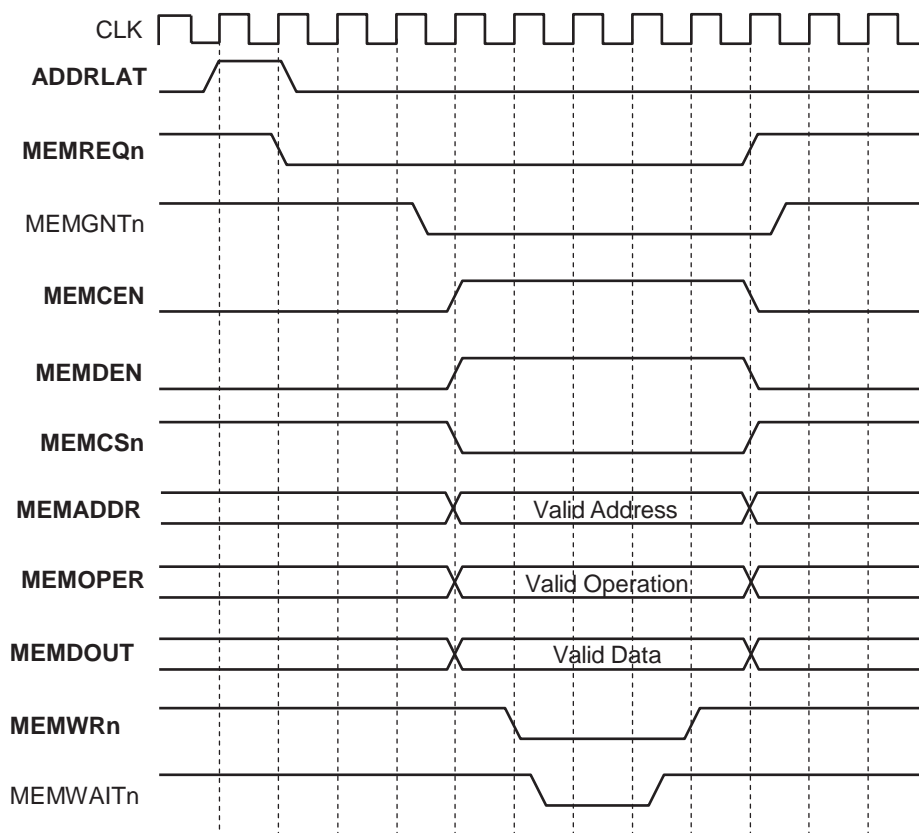 CLK
ADDRLAT
MEMREQn
MEMGNTn
MEMCEN
MEMDEN
MEMCSn
MEMADDR
Valid Address
MEMOPER
Valid Operation
MEMDOUT
Valid Data
MEMWRn
MEMWAITn